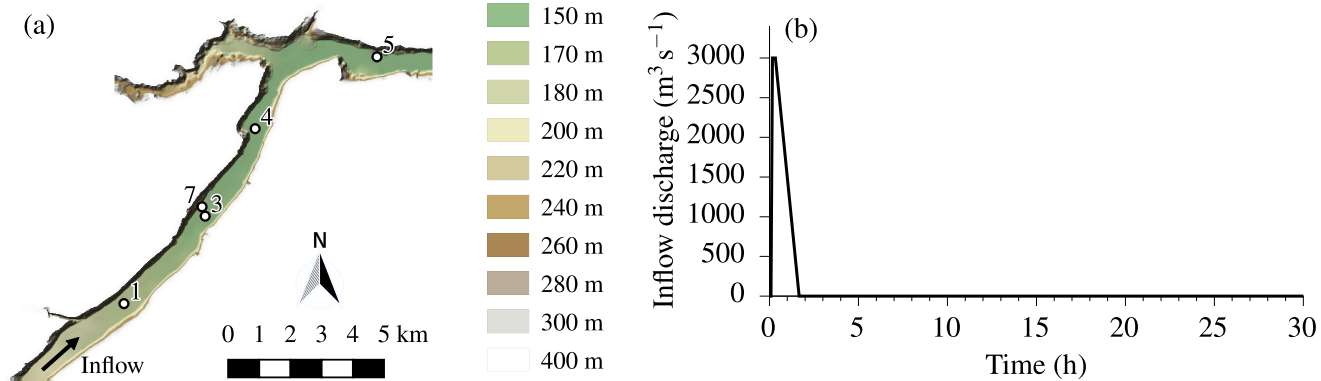 (a)
5
4
7
3
1
Inflow
N
0 1 2 3 4 5 km
150 m
170 m
180 m
200 m
220 m
240 m
260 m
280 m
300 m
400 m
(b)
Inflow discharge (m³ s⁻¹)
3000
2500
2000
1500
1000
500
0
0 5 10 15 20 25 30
Time (h)